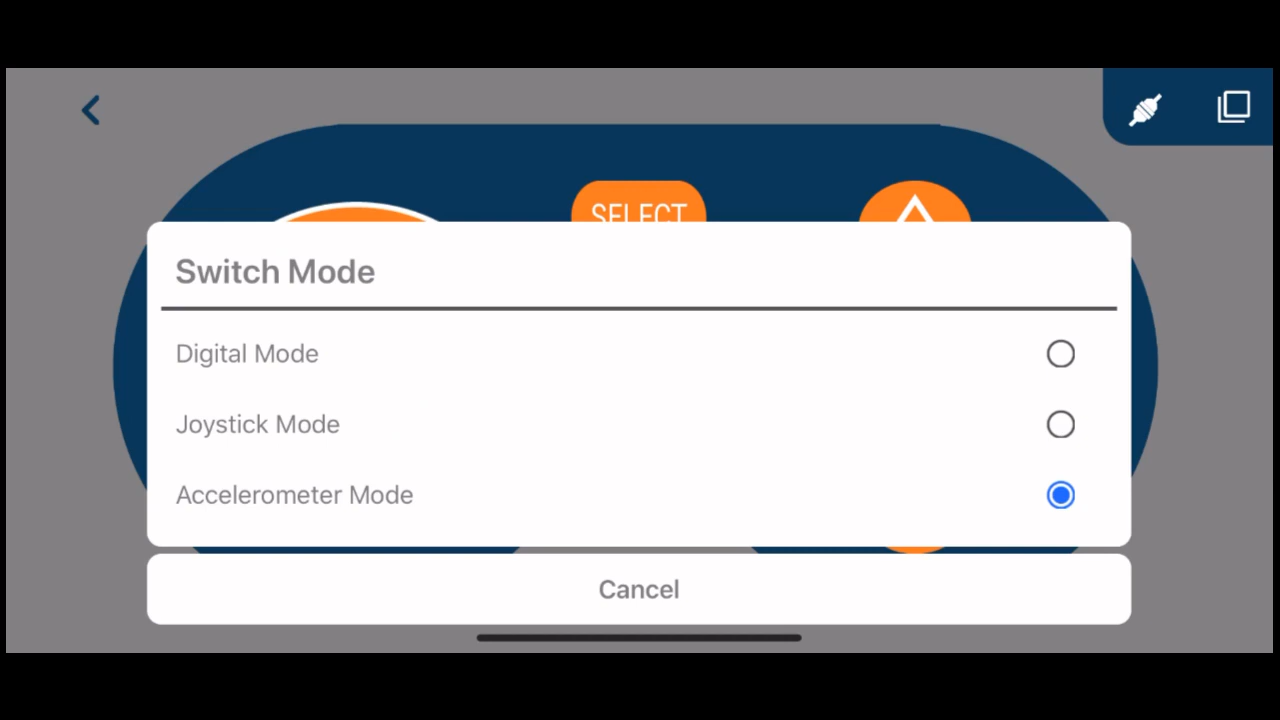 SELECT
Switch Mode
Digital Mode
Joystick Mode
Accelerometer Mode
Cancel